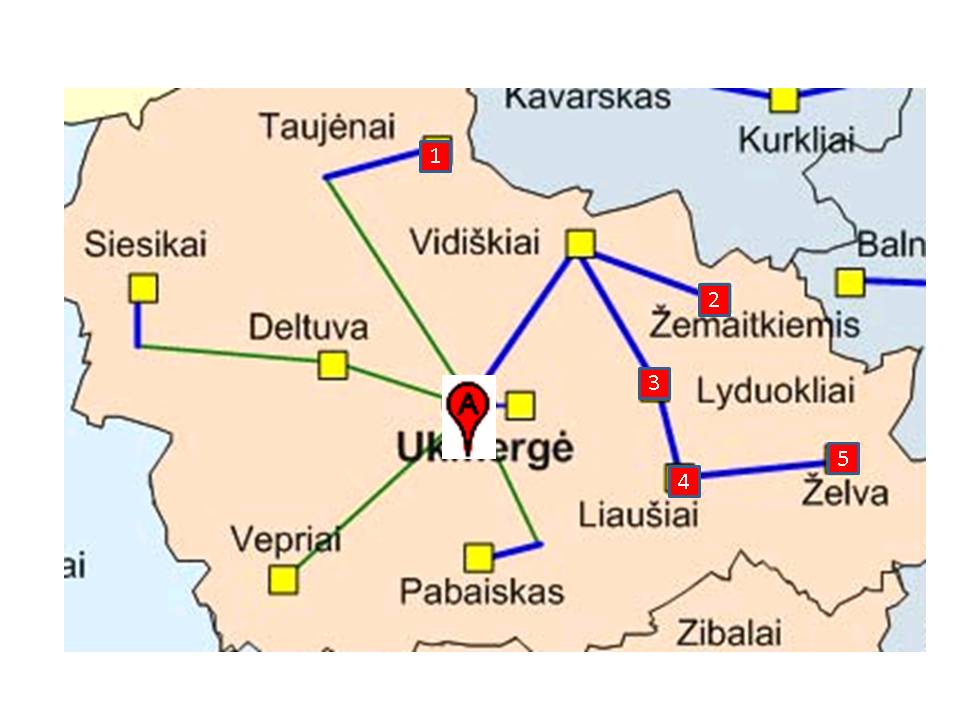 Kavarskas
Taujėnai
Kurkliai
1
Siesikai
Vidiškiai
Baln
2
Deltuva
Žemaitkiemis
3
Lyduokliai
A
Ukmergė
5
4
Želva
Liaušiai
Vepriai
ai
Pabaiskas
Zibalai